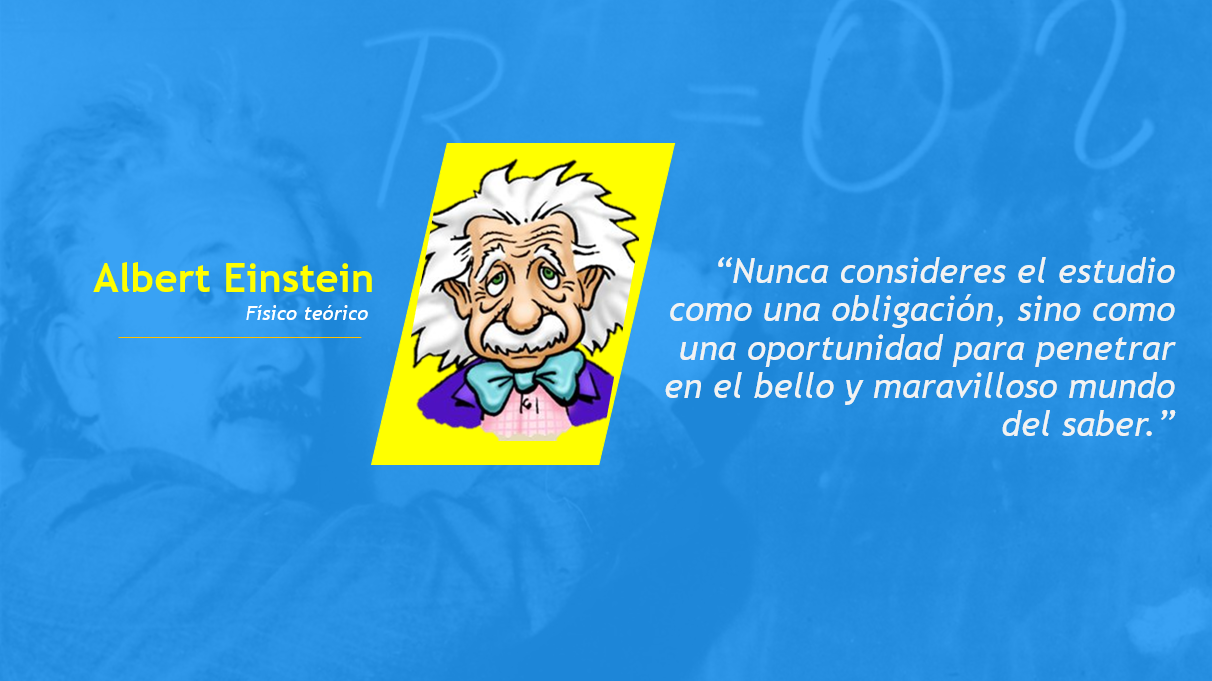 R = 0
Albert Einstein
Físico teórico
“Nunca consideres el estudio
como una obligación, sino como
una oportunidad para penetrar
en el bello y maravilloso mundo
del saber.”